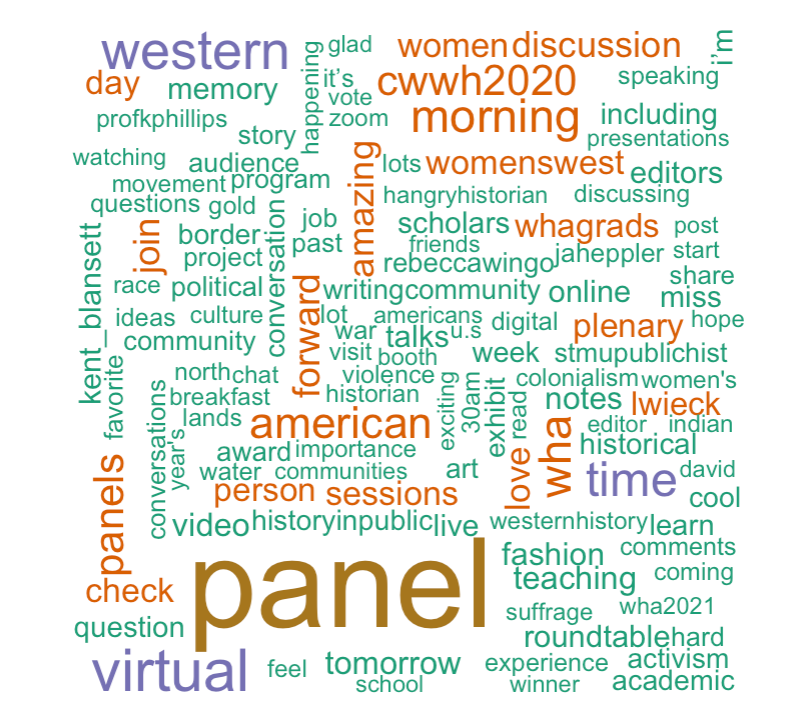 western
glad
women
discussion
i'm
day
memory
it's
cwwh2020
speaking
happening
vote
profkphillips
zoom
morning
including
story
presentations
watching
audience
lots
womenswest
editors
movement
program
amazing
hangryhistorian
discussing
questions
gold
job
scholars
whagrads
post
join
border
past
friends
jaheppler
start
project
conversation
rebeccawingo
share
kent_blansett
race
political
forward
writingcommunity
online
miss
ideas
culture
lot
americans
digital
plenary
hope
community
war
talks
u.s
visit
booth
week
stmupublichist
north
chat
violence
colonialism
women's
favorite
breakfast
historian
exciting
30am
exhibit
read
notes
lwieck
conversations
year's
lands
american
editor
indian
award
importance
love
wha
historical
panels
water
communities
art
time
david
person
sessions
cool
video
historyinpublic
live
westernhistory
learn
panel
fashion
comments
check
teaching
coming
suffrage
wha2021
question
roundtable
hard
virtual
feel
tomorrow
experience
activism
school
winner
academic